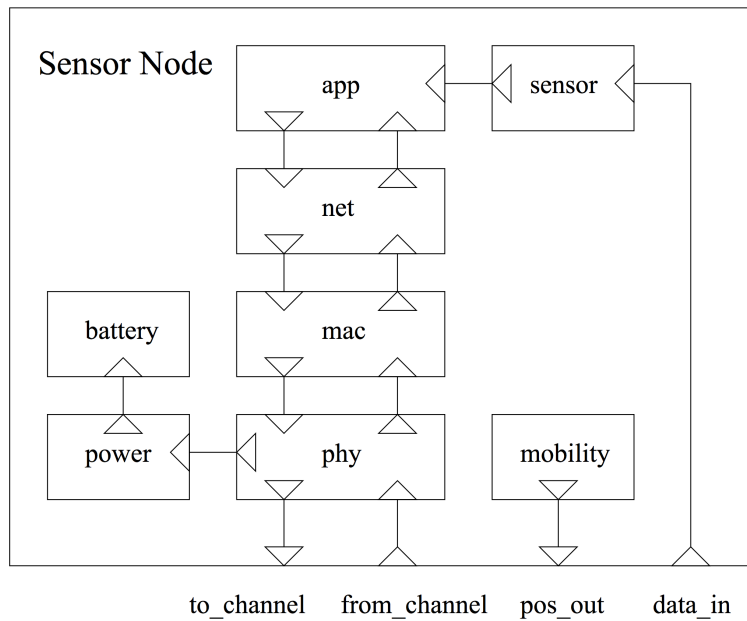 Sensor Node
app
sensor
net
battery
mac
power
phy
mobility
to_channel
from_channel
pos_out
data_in